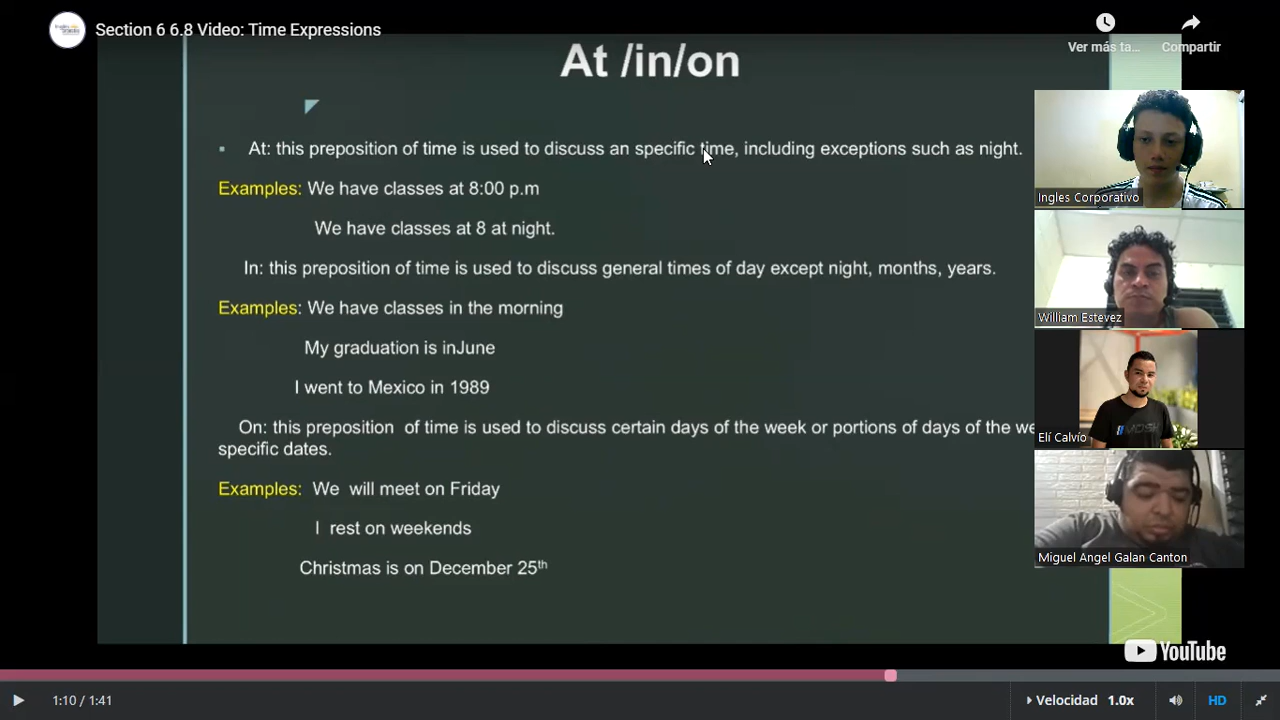 Section 6 6.8 Video: Time Expressions
Ver más ta...
Compartir
At /in/on
▪ At: this preposition of time is used to discuss an specific time, including exceptions such as night.
Examples: We have classes at 8:00 p.m
We have classes at 8 at night.
In: this preposition of time is used to discuss general times of day except night, months, years.
Examples: We have classes in the morning
My graduation is inJune
I went to Mexico in 1989
On: this preposition of time is used to discuss certain days of the week or portions of days of the we
specific dates.
Examples: We will meet on Friday
I rest on weekends
Christmas is on December 25th
Ingles Corporativo
William Estevez
Elí Calvío
Miguel Angel Galan Canton
YouTube
1:10 / 1:41
Velocidad 1.0x
HD